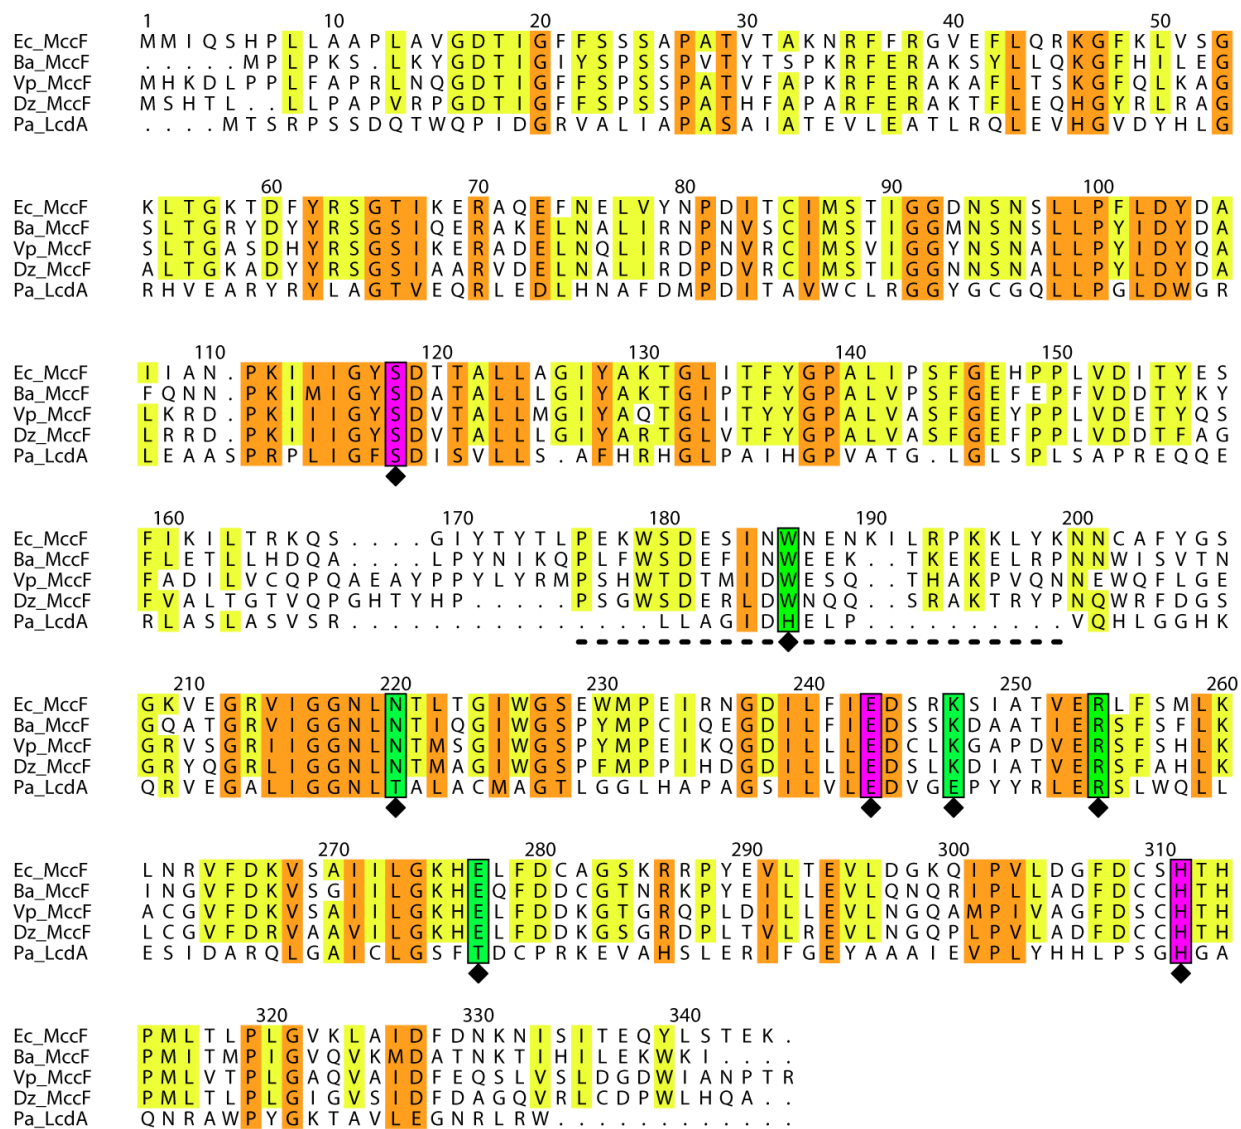 1 10 20 30 40 50
Ec_MccF MMIQSHPLLAAPLAVGDTIGFFSSSAPATVTAKNRFFRGVEFLQRKGFKLVSG
Ba_MccF .....MPLPKS.LKYGDTIGIYSPSSPVTYTSPKRFERAKSYLLQKGFHILEG
Vp_MccF MHKDLPPLFAPRLNQGDTIGFFSPSSPATVFAPKRFERAKAFLTSKGFQLKAG
Dz_MccF MSHTL..LLPAPVRPGDTIGFFSPSSPATHFAPARFERAKTFLEQHGYRLRAG
Pa_LcdA ....MTSRPSSDQTWQPIDGRVALIAPASAIATEVLEATLRQLEVHGVDYHLG
60 70 80 90 100
Ec_MccF KLTGKTDFYRSGTIKERAQEFNELVYNPDITCIMSTIGGDNSNSLLPFLDYDA
Ba_MccF SLTGRYDYYRSGSIQERAKELNALIRNPNVSCIMSTIGGMNSNSLLPYIDYDA
Vp_MccF SLTGASDHYRSGSIKERADELNQLIRDPNVRCIMSVIGGYNSNALLPYIDYQA
Dz_MccF ALTGKADYYRSGSIAARVDELNALIRDPDVRCIMSTIGGNNSNALLPYLDYDA
Pa_LcdA RHVEARYRYLAGTVEQRLEDLHNAFDMPDITAVWCLRGGYGCGQLLPGLDWGR
110 120 130 140 150
Ec_MccF IIAN.PKIIIGYSDTTALLAGIYAKTGLITFYGPALIPSFGEHPPLVDITYES
Ba_MccF FQNN.PKIMIGYSDATALLLGIYAKTGIPTFYGPALVPSFGEFEPFVDDTYKY
Vp_MccF LKRD.PKIIIGYSDVTALLMGIYAQTGLITYYGPALVASFGEYPPLVDETYQS
Dz_MccF LRRD.PKIIIGYSDVTALLLGIYARTGLVTFYGPALVASFGEFPPLVDDTFAG
Pa_LcdA LEAASPRPLIGFSDISVLLS.AFHRHGLPAIHGPVATG.LGLSPLSAPREQQE
160 170 180 190 200
Ec_MccF FIKILTRKQS....GIYTYTLPEKWSDESINWNENKILRPKKLYKNNCAFYGS
Ba_MccF FLETLLHDQA....LPYNIKQPLFWSDEFINWEEK..TKEKELRPNNWISVTN
Vp_MccF FADILVCQPQAEAYPPYLYRMPSHWTDTMIDWESQ..THAKPVQNNEWQFLGE
Dz_MccF FVALTGTVQPGHTYHP.....PSGWSDERLDWNQQ..SRAKTRYPNQWRFDGS
Pa_LcdA RLASLASVSR...............LLAGIDHELP..........VQHLGGHK
210 220 230 240 250 260
Ec_MccF GKVEGRVIGGNLNTLTGIWGSEWMPEIRNGDILFIEDSRKSIATVERLFSMLK
Ba_MccF GQATGRVIGGNLNTIQGIWGSPYMPCIQEGDILFIEDSSKDAATIERSFSFLK
Vp_MccF GRVSGRIIGGNLNTMSGIWGSPYMPEIKQGDILLLEDCLKGAPDVERSFSHLK
Dz_MccF GRYQGRLIGGNLNTMAGIWGSPFMPPIHDGDILLLEDSLKDIATVERSFAHLK
Pa_LcdA QRVEGALIGGNLTALACMAGTLGGLHAPAGSILVLEDVGEPYYRLERSLWQLL
270 280 290 300 310
Ec_MccF LNRVFDKVSAIILGKHELFDCAGSKRRPYEVLTEVLDGKQIPVLDGFDCSHTH
Ba_MccF INGVFDKVSGIILGKHEQFDDCGTNRKPYEILLEVLQNQRIPLLADFDCCHTH
Vp_MccF ACGVFDKVSAIILGKHELFDDKGTGRQPLDILLEVLNGQAMPIVAGFDSCHTH
Dz_MccF LCGVFDRVAAVILGKHELFDDKGSGRDPLTVLREVLNGQPLPVLADFDCCHTH
Pa_LcdA ESIDARQLGAICLGSFTDCPRKEVAHSLERIFGEYAAAIEVPLYHHLPSGHGA
320 330 340
Ec_MccF PMLTLPLGVKLAIDFDNKNISITEQYLSTEK.
Ba_MccF PMITMPIGVQVKMDATNKTIHILEKWKI....
Vp_MccF PMLVTPLGAQVAIDFEQSLVSLDGDWIANPTR
Dz_MccF PMLTLPLGIGVSIDFDAGQVRLCDPWLHQA..
Pa_LcdA QNRAWPYGKTAVLEGNRLRW............